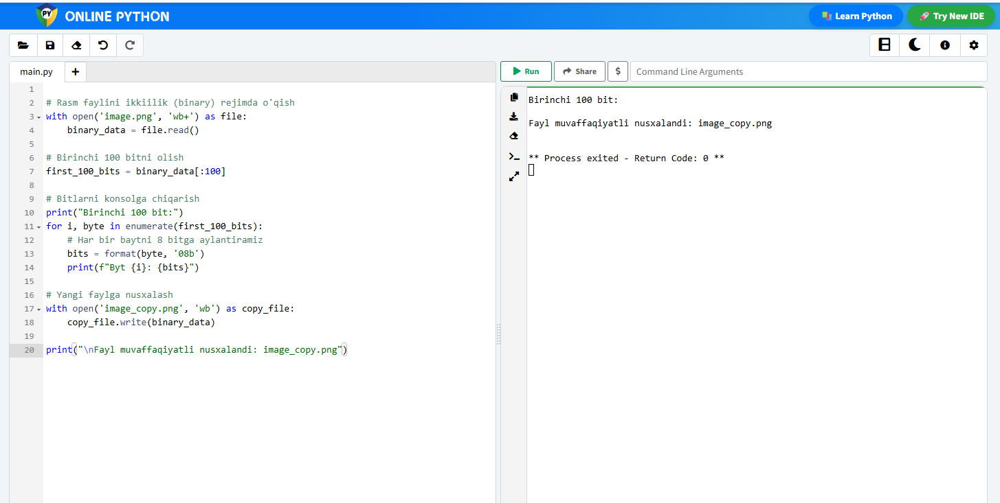 PY ONLINE PYTHON
Learn Python
Try New IDE
main.py +
1
2 # Rasm faylini ikkiilik (binary) rejimda o'qish
3 with open('image.png', 'wb+') as file:
4     binary_data = file.read()
5
6 # Birinchi 100 bitni olish
7 first_100_bits = binary_data[:100]
8
9 # Bitlarni konsolga chiqarish
10 print("Birinchi 100 bit:")
11 for i, byte in enumerate(first_100_bits):
12     # Har bir baytni 8 bitga aylantiramiz
13     bits = format(byte, '08b')
14     print(f"Byt {i}: {bits}")
15
16 # Yangi faylga nusxalash
17 with open('image_copy.png', 'wb') as copy_file:
18     copy_file.write(binary_data)
19
20 print("\nFayl muvaffaqiyatli nusxalandi: image_copy.png")
Run Share $ Command Line Arguments
Birinchi 100 bit:
Fayl muvaffaqiyatli nusxalandi: image_copy.png
** Process exited - Return Code: 0 **